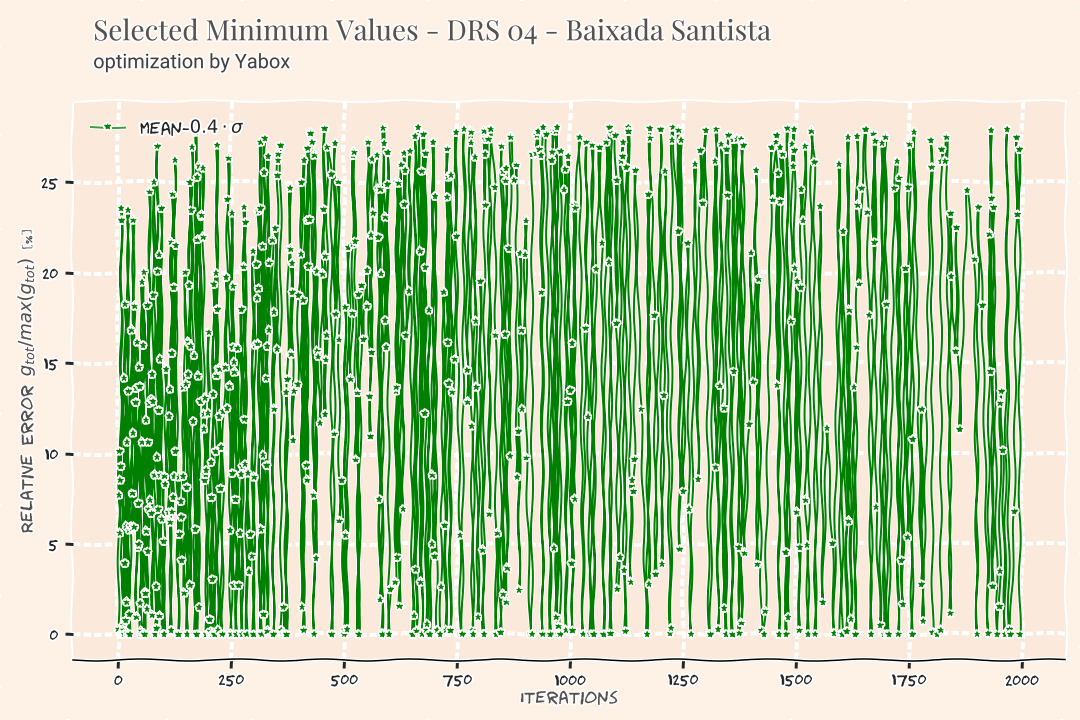 Selected Minimum Values - DRS 04 - Baixada Santista
optimization by Yabox
MEAN-0.4 · σ
RELATIVE ERROR g_tot/max(g_tot) [%]
25
20
15
10
5
0
0 250 500 750 1000 1250 1500 1750 2000
ITERATIONS